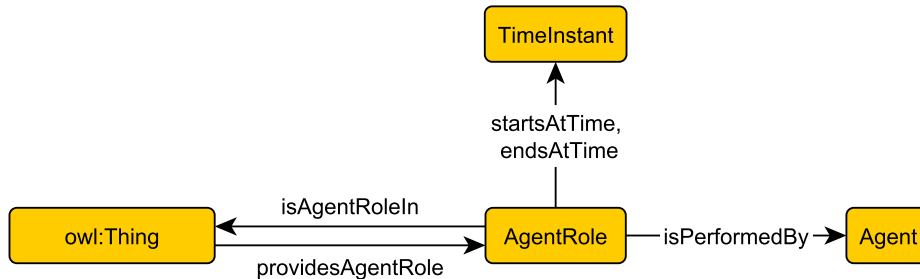 TimeInstant
startsAtTime,
endsAtTime
isAgentRoleIn
owl:Thing
AgentRole
isPerformedBy
Agent
providesAgentRole